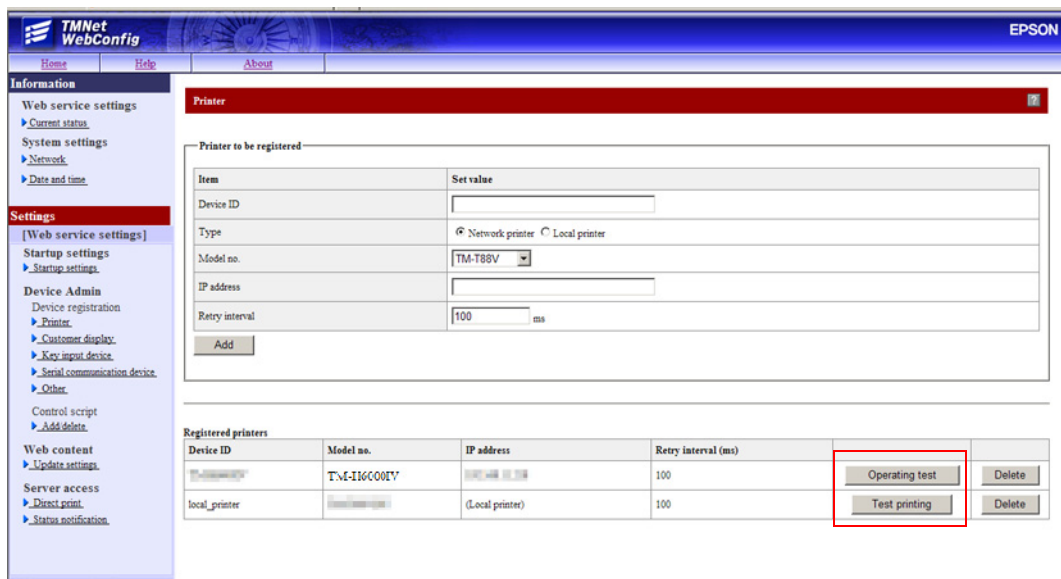 TMNet
WebConfig
EPSON
Home Help About
Information
Web service settings
Current status
System settings
Network
Date and time
Settings
[Web service settings]
Startup settings
Startup settings
Device Admin
Device registration
Printer
Customer display
Key input device
Serial communication device
Other
Control script
Add/delete
Web content
Update settings
Server access
Direct print
Status notification
Printer ?
Printer to be registered
Item Set value
Device ID
Type Network printer Local printer
Model no. TM-T88V
IP address
Retry interval 100 ms
Add
Registered printers
Device ID Model no. IP address Retry interval (ms)
TM-H6000IV 100 Operating test Delete
local_printer (Local printer) 100 Test printing Delete